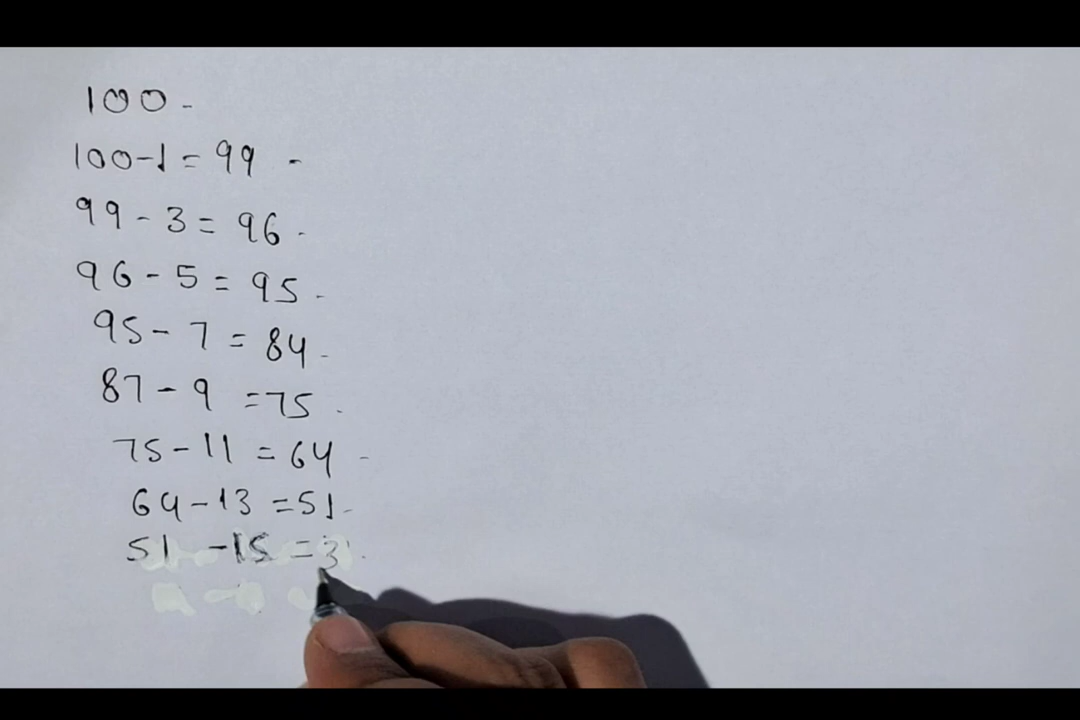 100 -
100-1 = 99 -
99 - 3 = 96 -
96 - 5 = 95 -
95 - 7 = 84 -
87 - 9 = 75 -
75 - 11 = 64 -
64 - 13 = 51 -
51 - 15 = 3